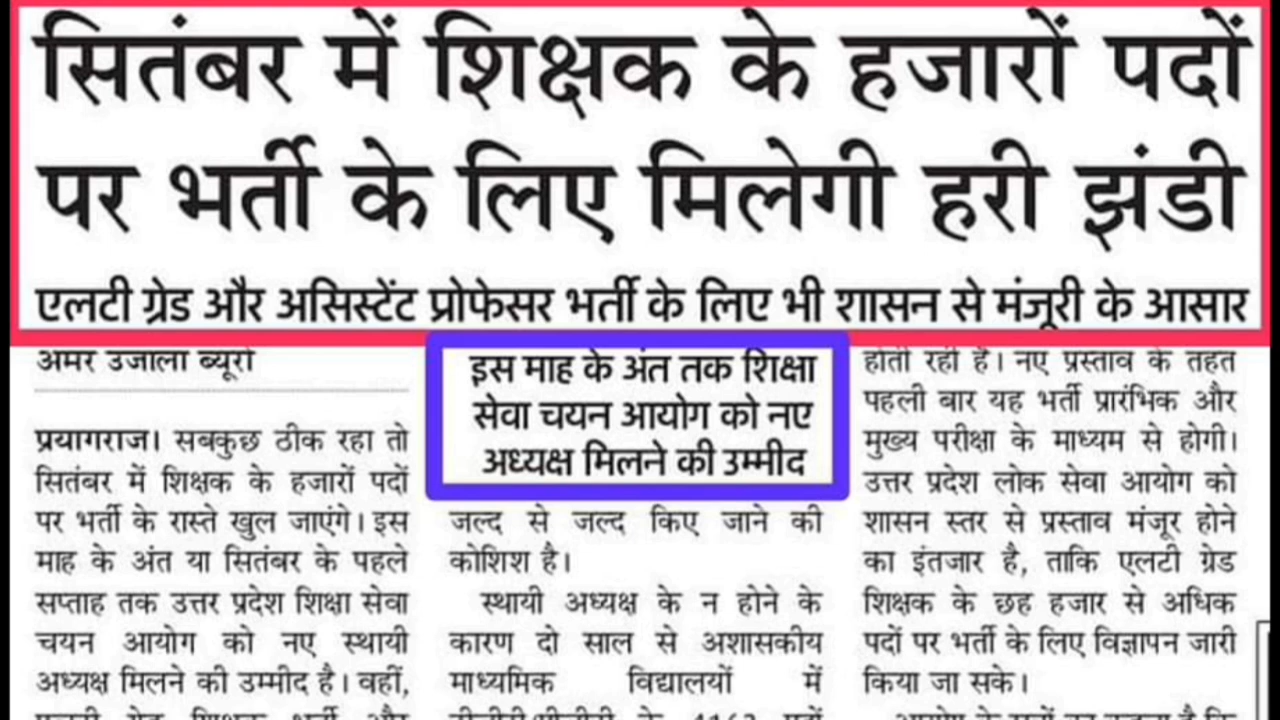 सितंबर में शिक्षक के हजारों पदों
पर भर्ती के लिए मिलेगी हरी झंडी
एलटी ग्रेड और असिस्टेंट प्रोफेसर भर्ती के लिए भी शासन से मंजूरी के आसार
अमर उजाला ब्यूरो
प्रयागराज। सबकुछ ठीक रहा तो
सितंबर में शिक्षक के हजारों पदों
पर भर्ती के रास्ते खुल जाएंगे। इस
माह के अंत या सितंबर के पहले
सप्ताह तक उत्तर प्रदेश शिक्षा सेवा
चयन आयोग को नए स्थायी
अध्यक्ष मिलने की उम्मीद है। वहीं,
इस माह के अंत तक शिक्षा
सेवा चयन आयोग को नए
अध्यक्ष मिलने की उम्मीद
जल्द से जल्द किए जाने की
कोशिश है।
स्थायी अध्यक्ष के न होने के
कारण दो साल से अशासकीय
माध्यमिक विद्यालयों में
होती रही है। नए प्रस्ताव के तहत
पहली बार यह भर्ती प्रारंभिक और
मुख्य परीक्षा के माध्यम से होगी।
उत्तर प्रदेश लोक सेवा आयोग को
शासन स्तर से प्रस्ताव मंजूर होने
का इंतजार है, ताकि एलटी ग्रेड
शिक्षक के छह हजार से अधिक
पदों पर भर्ती के लिए विज्ञापन जारी
किया जा सके।